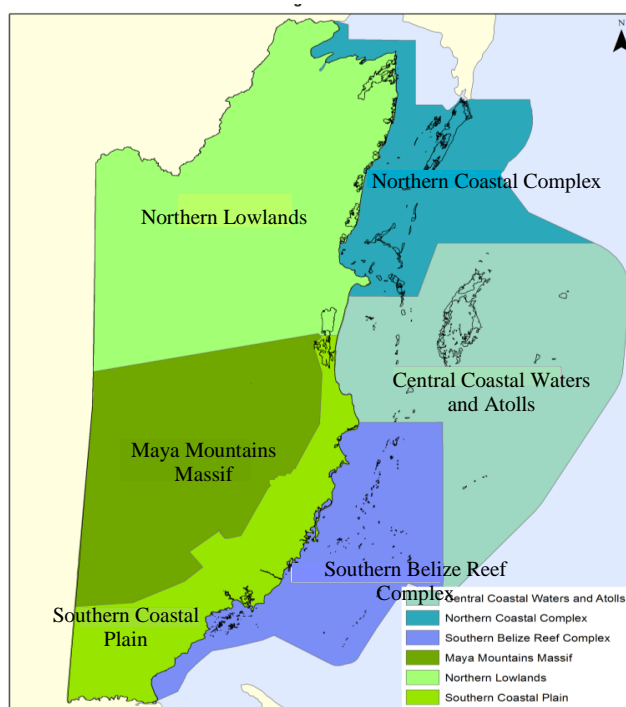 N
Northern Coastal Complex
Northern Lowlands
Central Coastal Waters
and Atolls
Maya Mountains
Massif
Southern Belize Reef
Complex
Southern Coastal
Plain
Central Coastal Waters and Atolls
Northern Coastal Complex
Southern Belize Reef Complex
Maya Mountains Massif
Northern Lowlands
Southern Coastal Plain